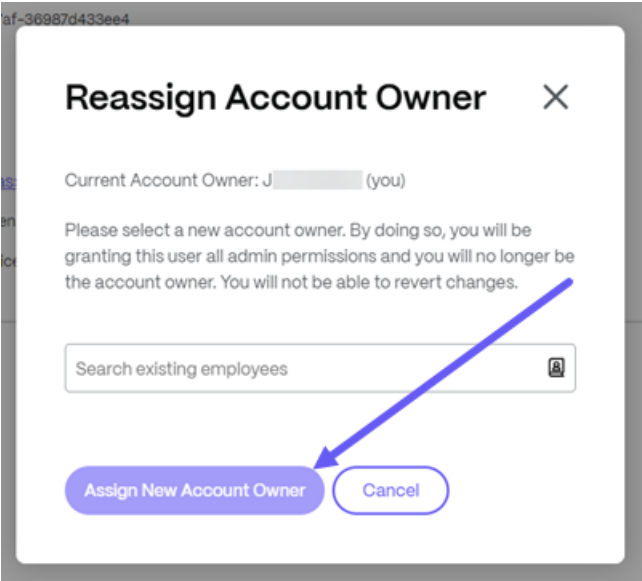 af-36987d433ee4
Reassign Account Owner
Current Account Owner: J (you)
Please select a new account owner. By doing so, you will be
granting this user all admin permissions and you will no longer be
the account owner. You will not be able to revert changes.
Search existing employees
Assign New Account Owner
Cancel